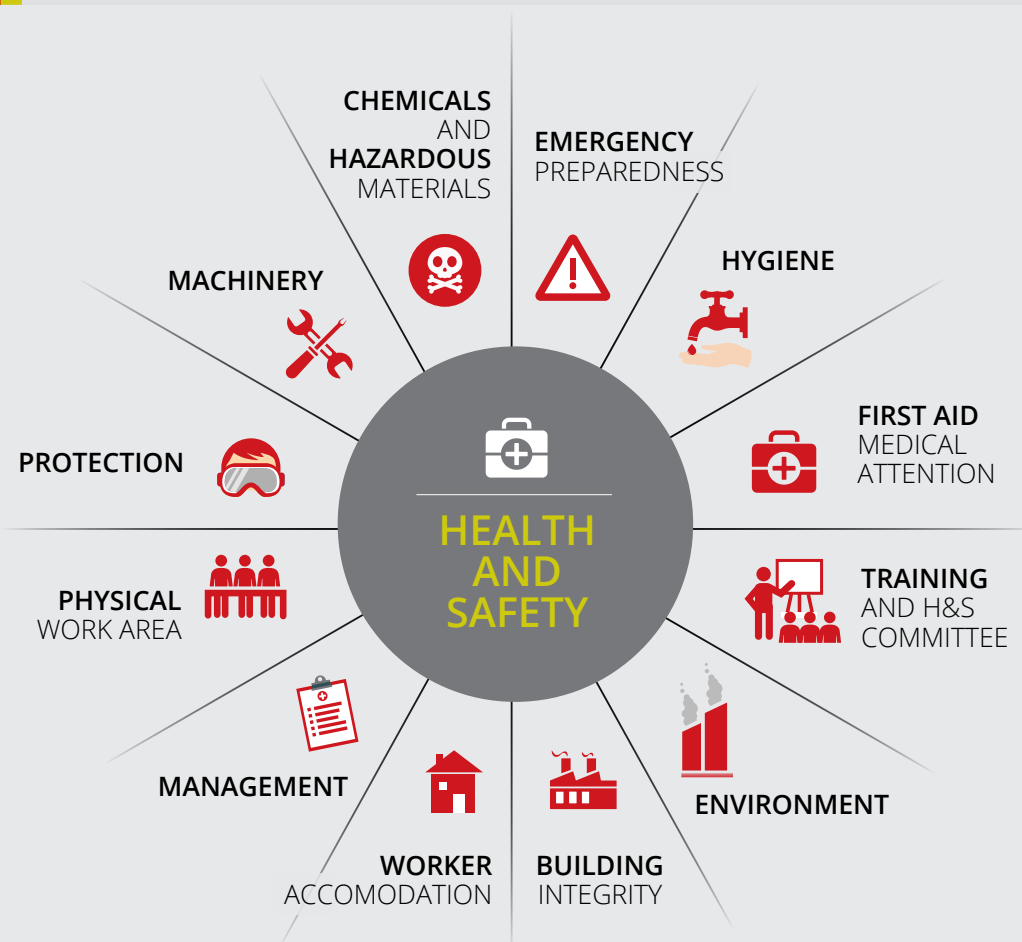 CHEMICALS
AND
HAZARDOUS
MATERIALS
EMERGENCY
PREPAREDNESS
HYGIENE
MACHINERY
FIRST AID
MEDICAL
ATTENTION
PROTECTION
HEALTH
AND
SAFETY
TRAINING
AND H&S
COMMITTEE
PHYSICAL
WORK AREA
MANAGEMENT
ENVIRONMENT
WORKER
ACCOMODATION
BUILDING
INTEGRITY